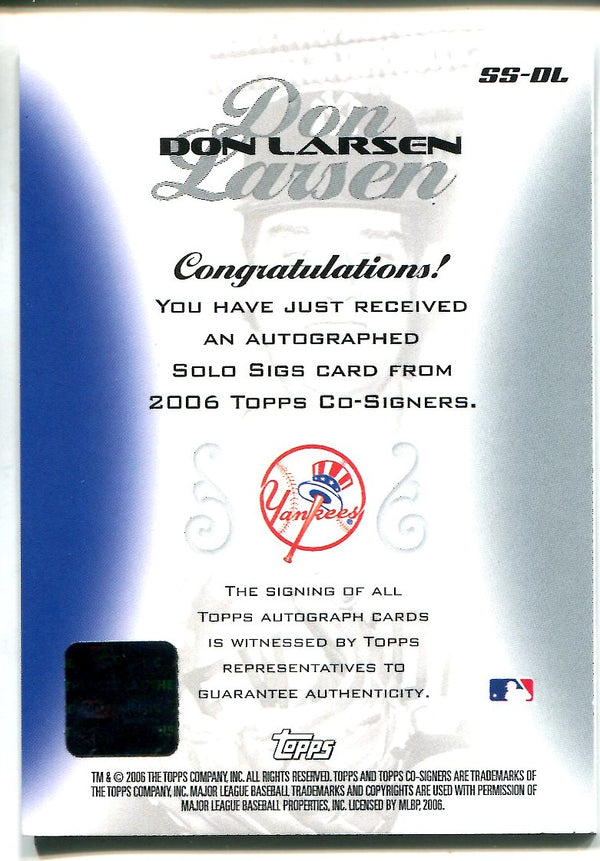 SS-DL
Don
DON LARSEN
Larsen
Congratulations!
YOU HAVE JUST RECEIVED
AN AUTOGRAPHED
SOLO SIGS CARD FROM
2006 TOPPS CO-SIGNERS.
Yankees
THE SIGNING OF ALL
TOPPS AUTOGRAPH CARDS
IS WITNESSED BY TOPPS
REPRESENTATIVES TO
GUARANTEE AUTHENTICITY.
topps
TM & © 2006 THE TOPPS COMPANY, INC. ALL RIGHTS RESERVED. TOPPS AND TOPPS CO-SIGNERS ARE TRADEMARKS OF
THE TOPPS COMPANY, INC. MAJOR LEAGUE BASEBALL TRADEMARKS AND COPYRIGHTS ARE USED WITH PERMISSION OF
MAJOR LEAGUE BASEBALL PROPERTIES, INC. LICENSED BY MLBP, 2006.